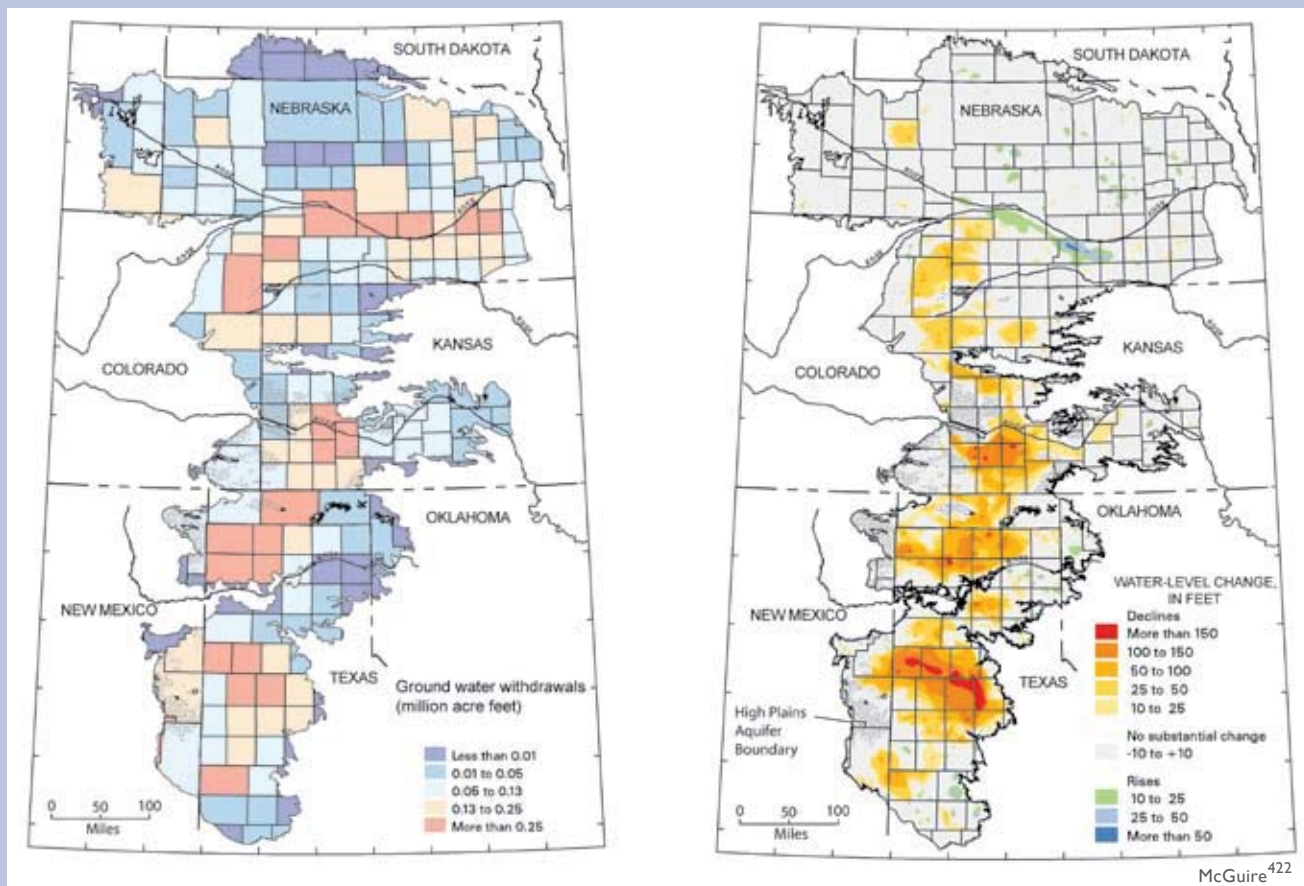 SOUTH DAKOTA
NEBRASKA
COLORADO
KANSAS
OKLAHOMA
NEW MEXICO
TEXAS
Ground water withdrawals
(million acre feet)
Less than 0.01
0.01 to 0.05
0.05 to 0.13
0.13 to 0.25
More than 0.25
0 50 100
Miles
SOUTH DAKOTA
NEBRASKA
COLORADO
KANSAS
OKLAHOMA
NEW MEXICO
TEXAS
WATER-LEVEL CHANGE,
IN FEET
Declines
More than 150
100 to 150
50 to 100
25 to 50
10 to 25
No substantial change
-10 to +10
Rises
10 to 25
25 to 50
More than 50
High Plains
Aquifer
Boundary
0 50 100
Miles
McGuire422